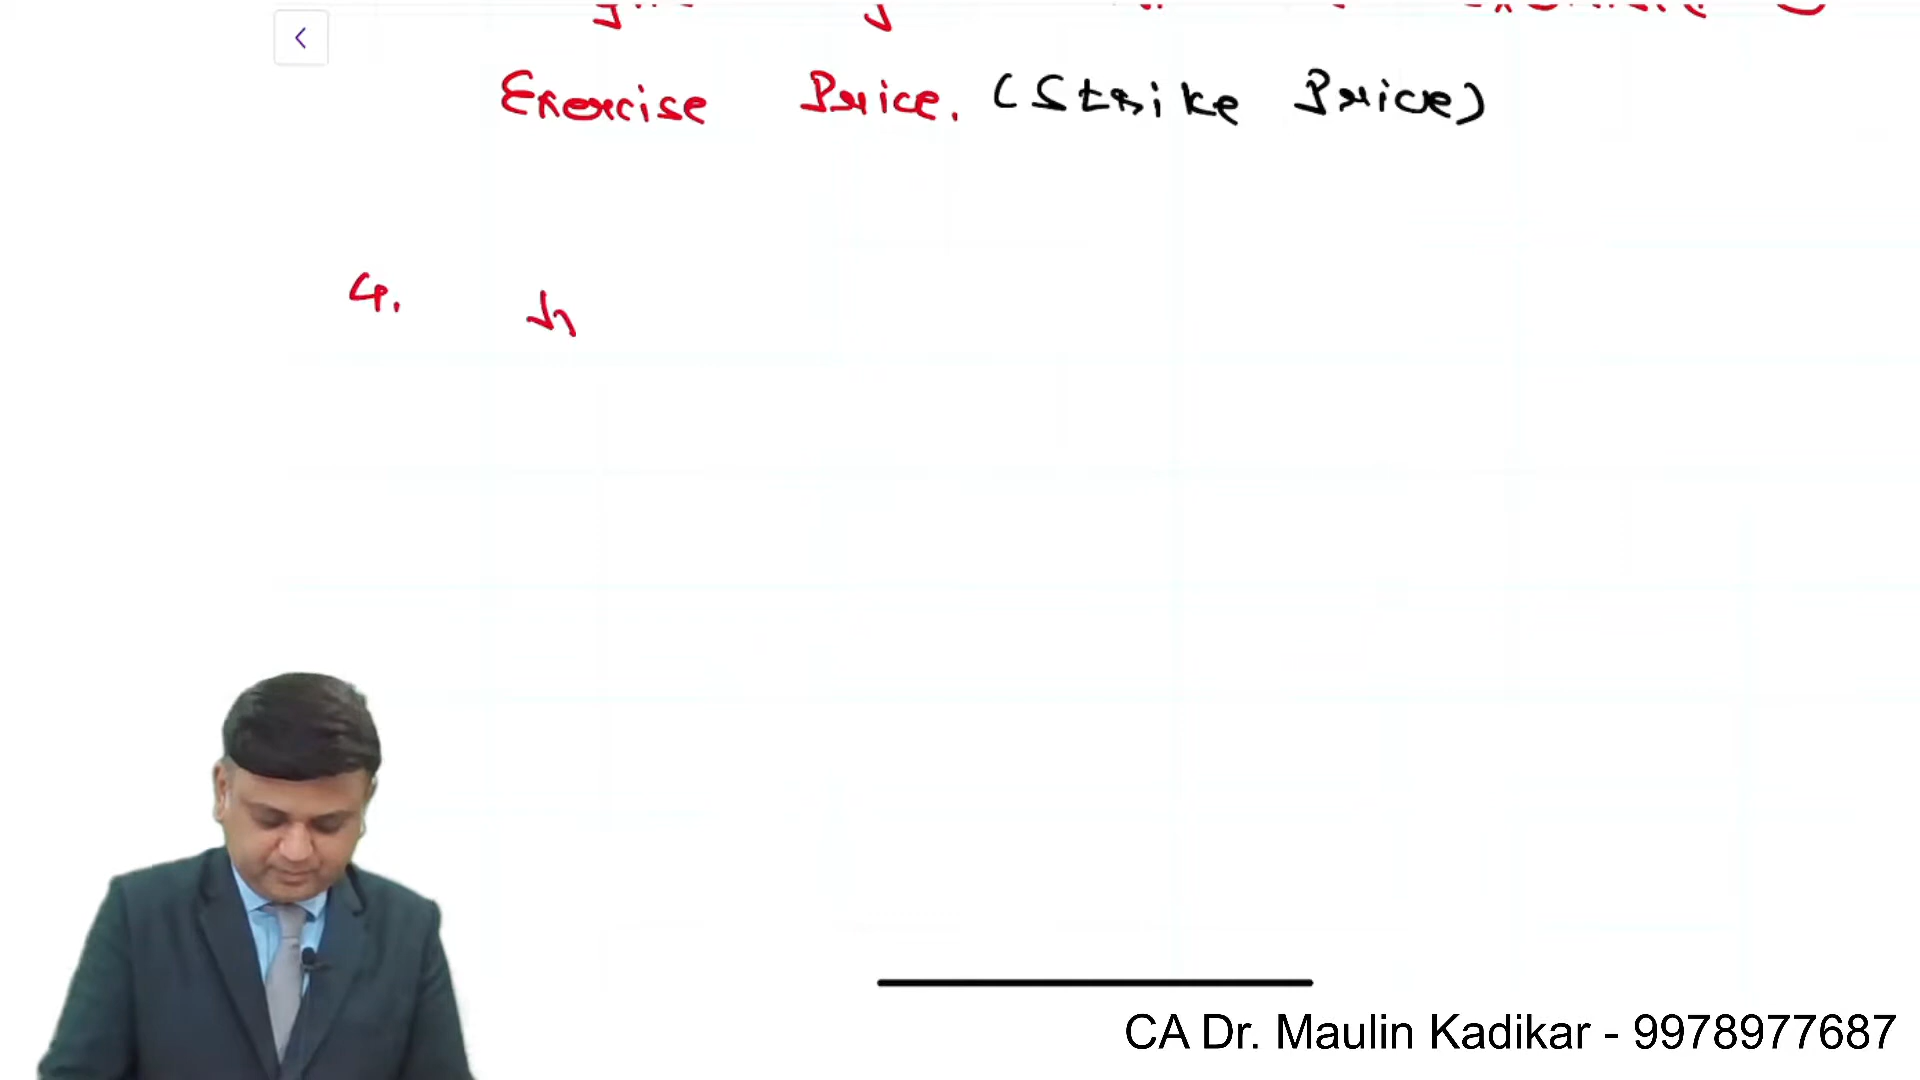 Exercise Price. (Strike Price)
4.
CA Dr. Maulin Kadikar - 9978977687